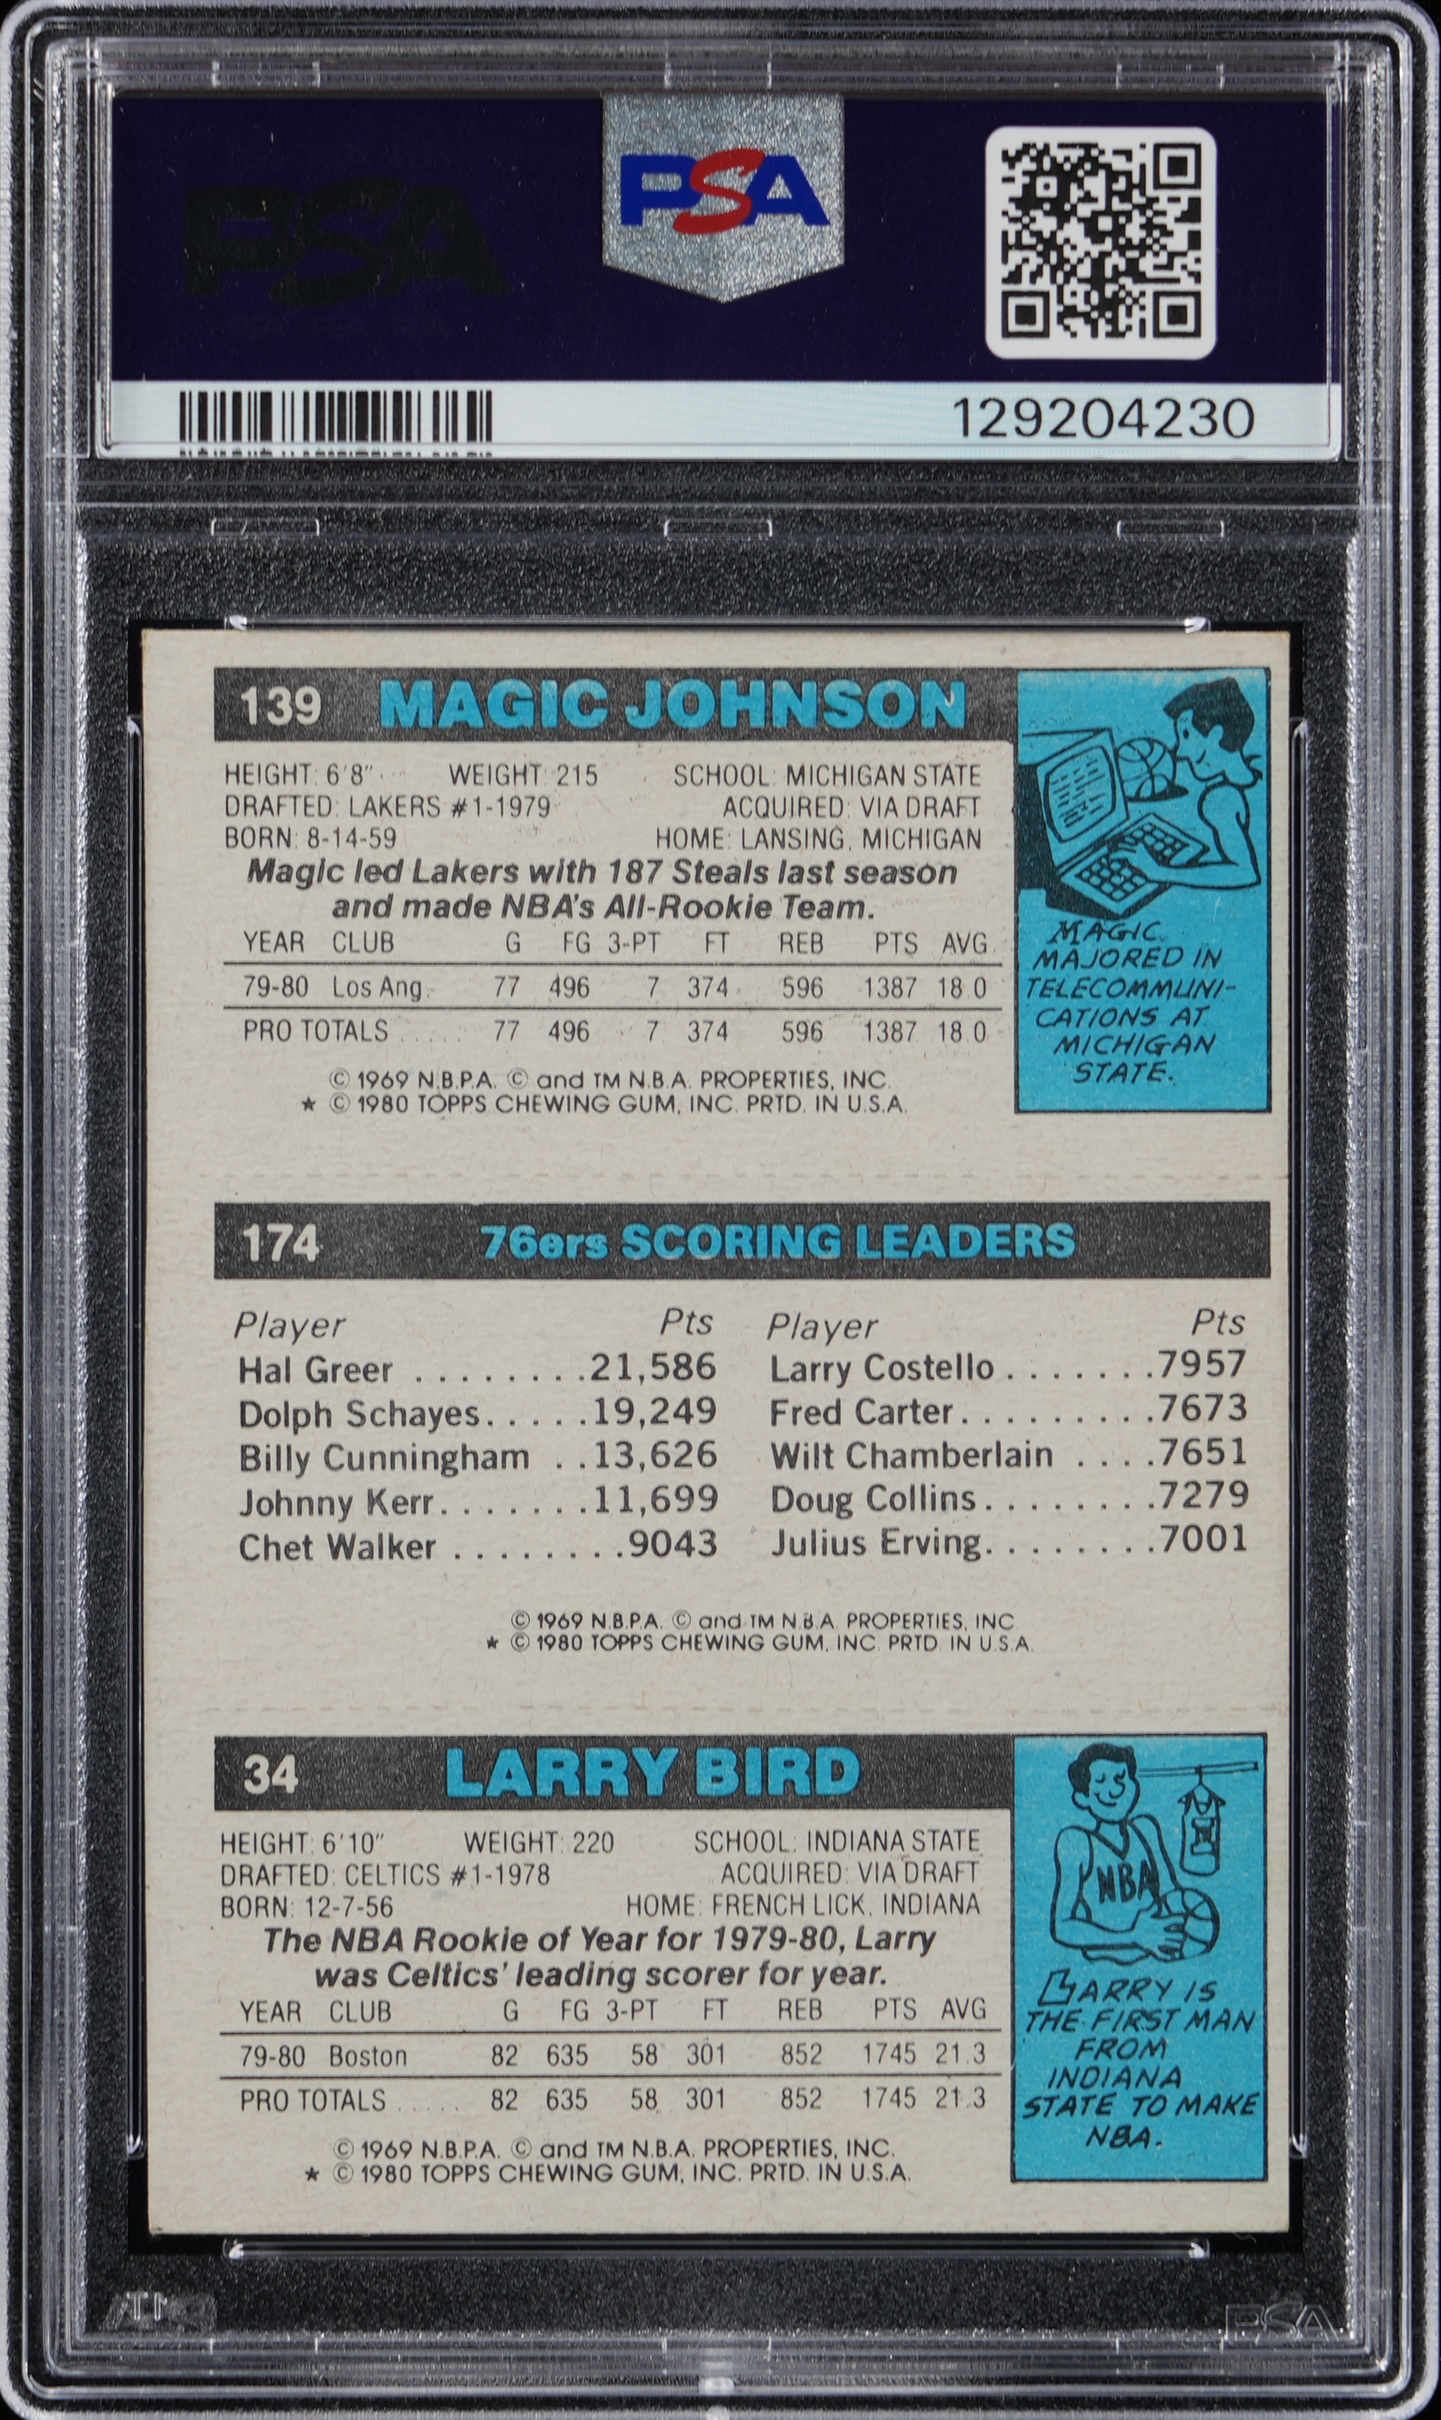 PSA
PSA
129204230
139 MAGIC JOHNSON
HEIGHT: 6'8" WEIGHT: 215 SCHOOL: MICHIGAN STATE
DRAFTED: LAKERS #1-1979 ACQUIRED: VIA DRAFT
BORN: 8-14-59 HOME: LANSING, MICHIGAN
Magic led Lakers with 187 Steals last season
and made NBA's All-Rookie Team.
YEAR CLUB G FG 3-PT FT REB PTS AVG
79-80 Los Ang. 77 496 7 374 596 1387 18.0
PRO TOTALS ..... 77 496 7 374 596 1387 18.0
© 1969 N.B.P.A. © and TM N.B.A. PROPERTIES, INC.
★ © 1980 TOPPS CHEWING GUM, INC. PRTD. IN U.S.A.
MAGIC
MAJORED IN
TELECOMMUNI-
CATIONS AT
MICHIGAN
STATE.
174 76ers SCORING LEADERS
Player Pts Player Pts
Hal Greer ........21,586 Larry Costello.......7957
Dolph Schayes.....19,249 Fred Carter.........7673
Billy Cunningham ..13,626 Wilt Chamberlain ....7651
Johnny Kerr.......11,699 Doug Collins........7279
Chet Walker ........9043 Julius Erving........7001
© 1969 N.B.P.A. © and TM N.B.A. PROPERTIES, INC.
★ © 1980 TOPPS CHEWING GUM, INC. PRTD. IN U.S.A.
34 LARRY BIRD
HEIGHT: 6'10" WEIGHT: 220 SCHOOL: INDIANA STATE
DRAFTED: CELTICS #1-1978 ACQUIRED: VIA DRAFT
BORN: 12-7-56 HOME: FRENCH LICK, INDIANA
The NBA Rookie of Year for 1979-80, Larry
was Celtics' leading scorer for year.
YEAR CLUB G FG 3-PT FT REB PTS AVG
79-80 Boston 82 635 58 301 852 1745 21.3
PRO TOTALS ..... 82 635 58 301 852 1745 21.3
© 1969 N.B.P.A. © and TM N.B.A. PROPERTIES, INC.
★ © 1980 TOPPS CHEWING GUM, INC. PRTD. IN U.S.A.
NBA
LARRY IS
THE FIRST MAN
FROM
INDIANA
STATE TO MAKE
NBA.
PSA